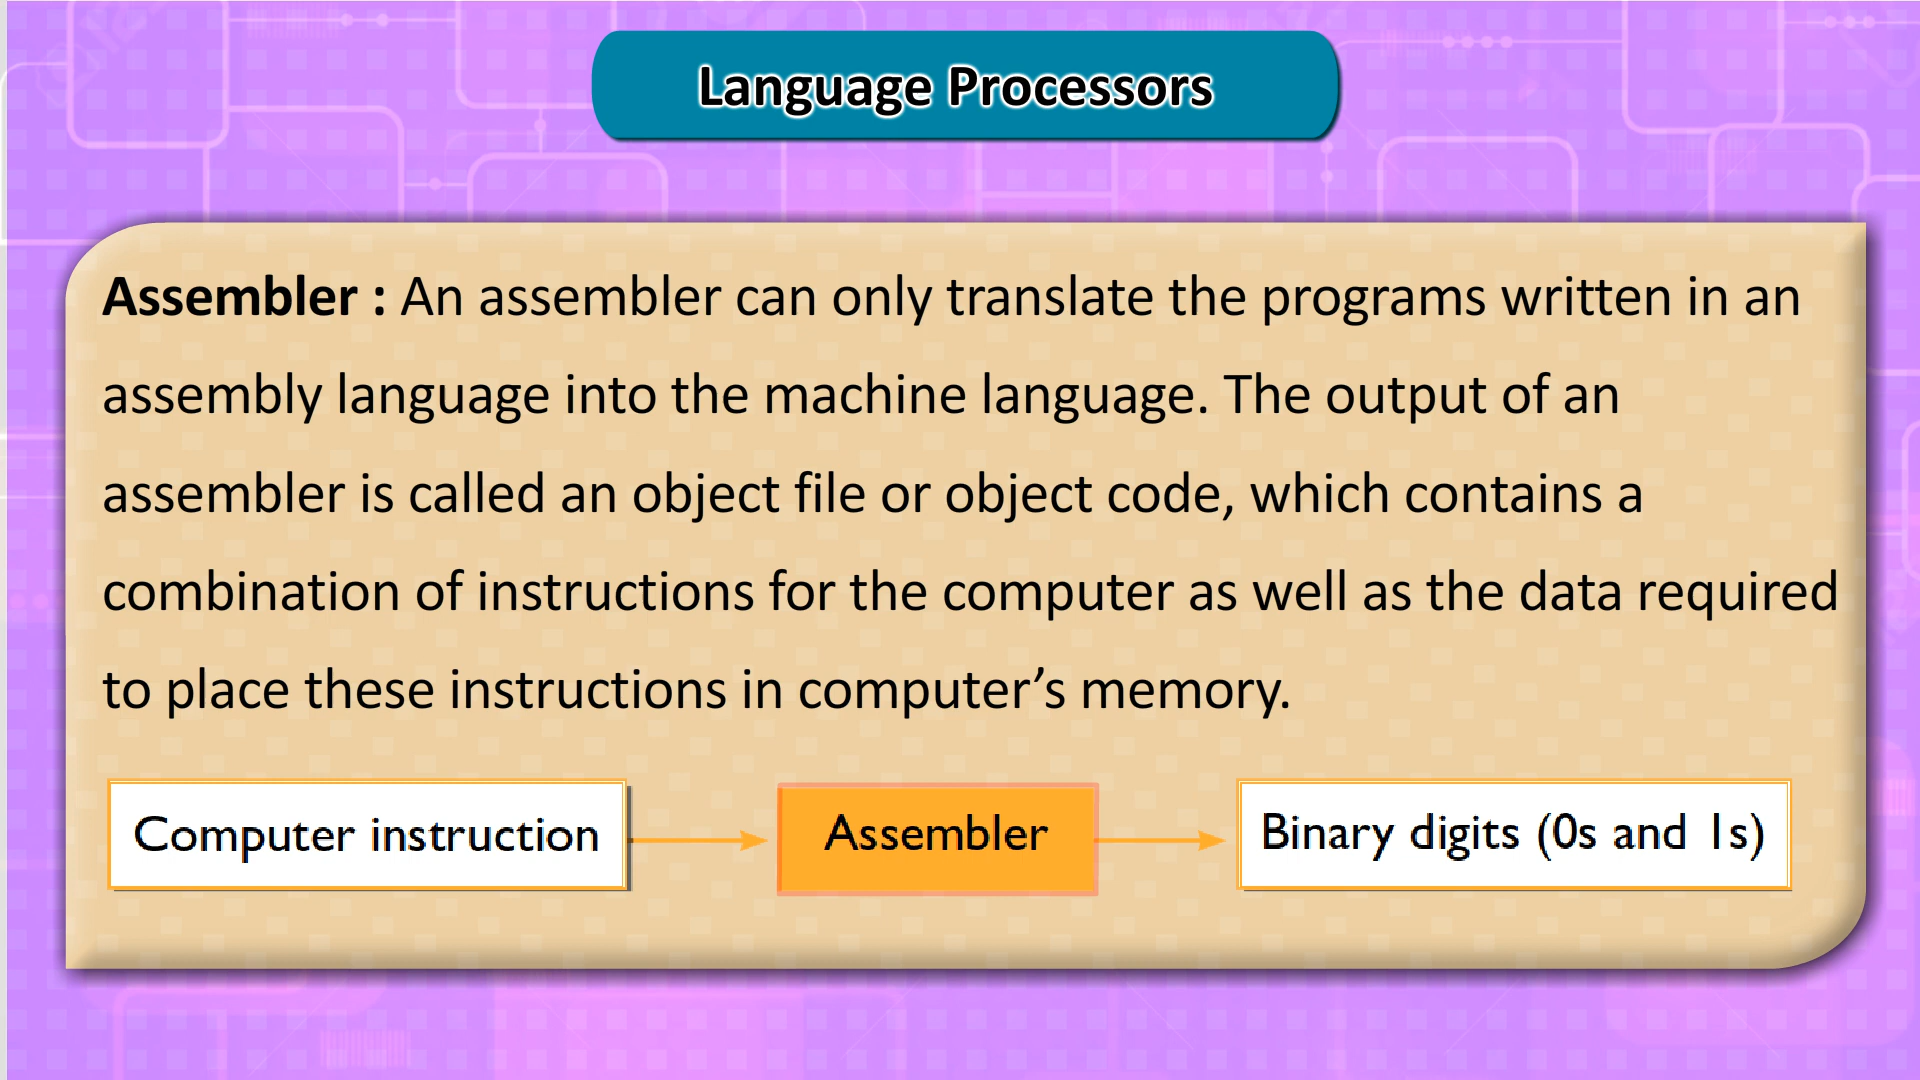 Language Processors
Assembler : An assembler can only translate the programs written in an
assembly language into the machine language. The output of an
assembler is called an object file or object code, which contains a
combination of instructions for the computer as well as the data required
to place these instructions in computer’s memory.
Computer instruction
Assembler
Binary digits (0s and 1s)